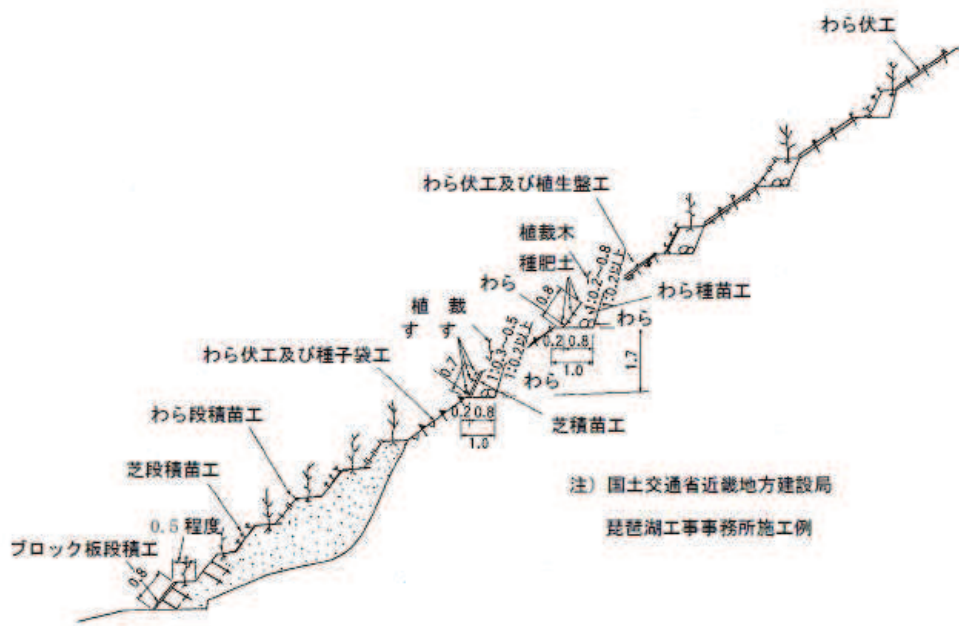 わら伏工
わら伏工及び植生盤工
植裁木
種肥土
わら
0.8
1:0.2~0.8
1:0.2以上
わら種苗工
わら
0.2 0.8
1.0
1.7
植 裁
す す
0.7
1:0.3~0.5
1:0.2以上
わら
わら伏工及び種子袋工
0.2 0.8
1.0
芝積苗工
わら段積苗工
芝段積苗工
0.5 程度
ブロック板段積工
0.8
注) 国土交通省近畿地方建設局
琵琶湖工事事務所施工例